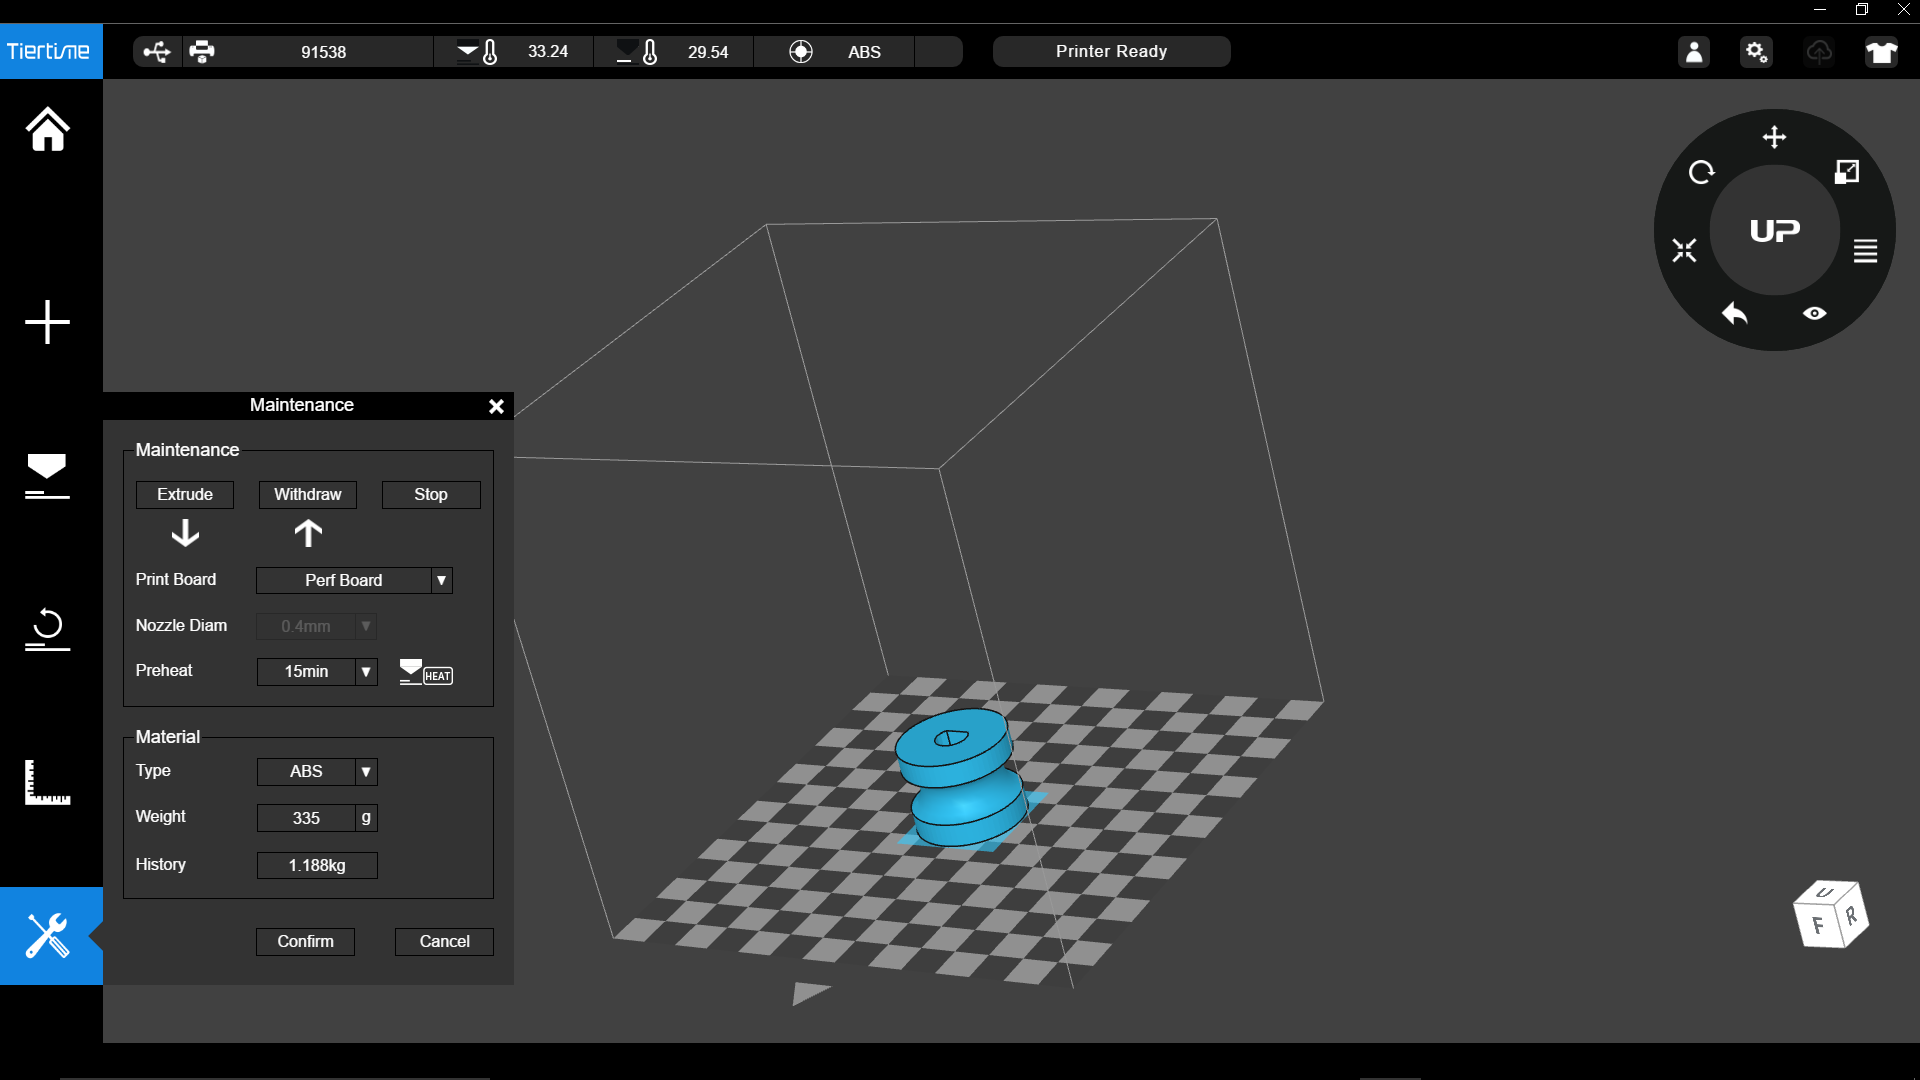 Tiertime
91538
33.24
29.54
ABS
Printer Ready
UP
Maintenance
Maintenance
Extrude
Withdraw
Stop
Print Board
Perf Board
Nozzle Diam
0.4mm
Preheat
15min
HEAT
Material
Type
ABS
Weight
335
g
History
1.188kg
Confirm
Cancel
U
F
R